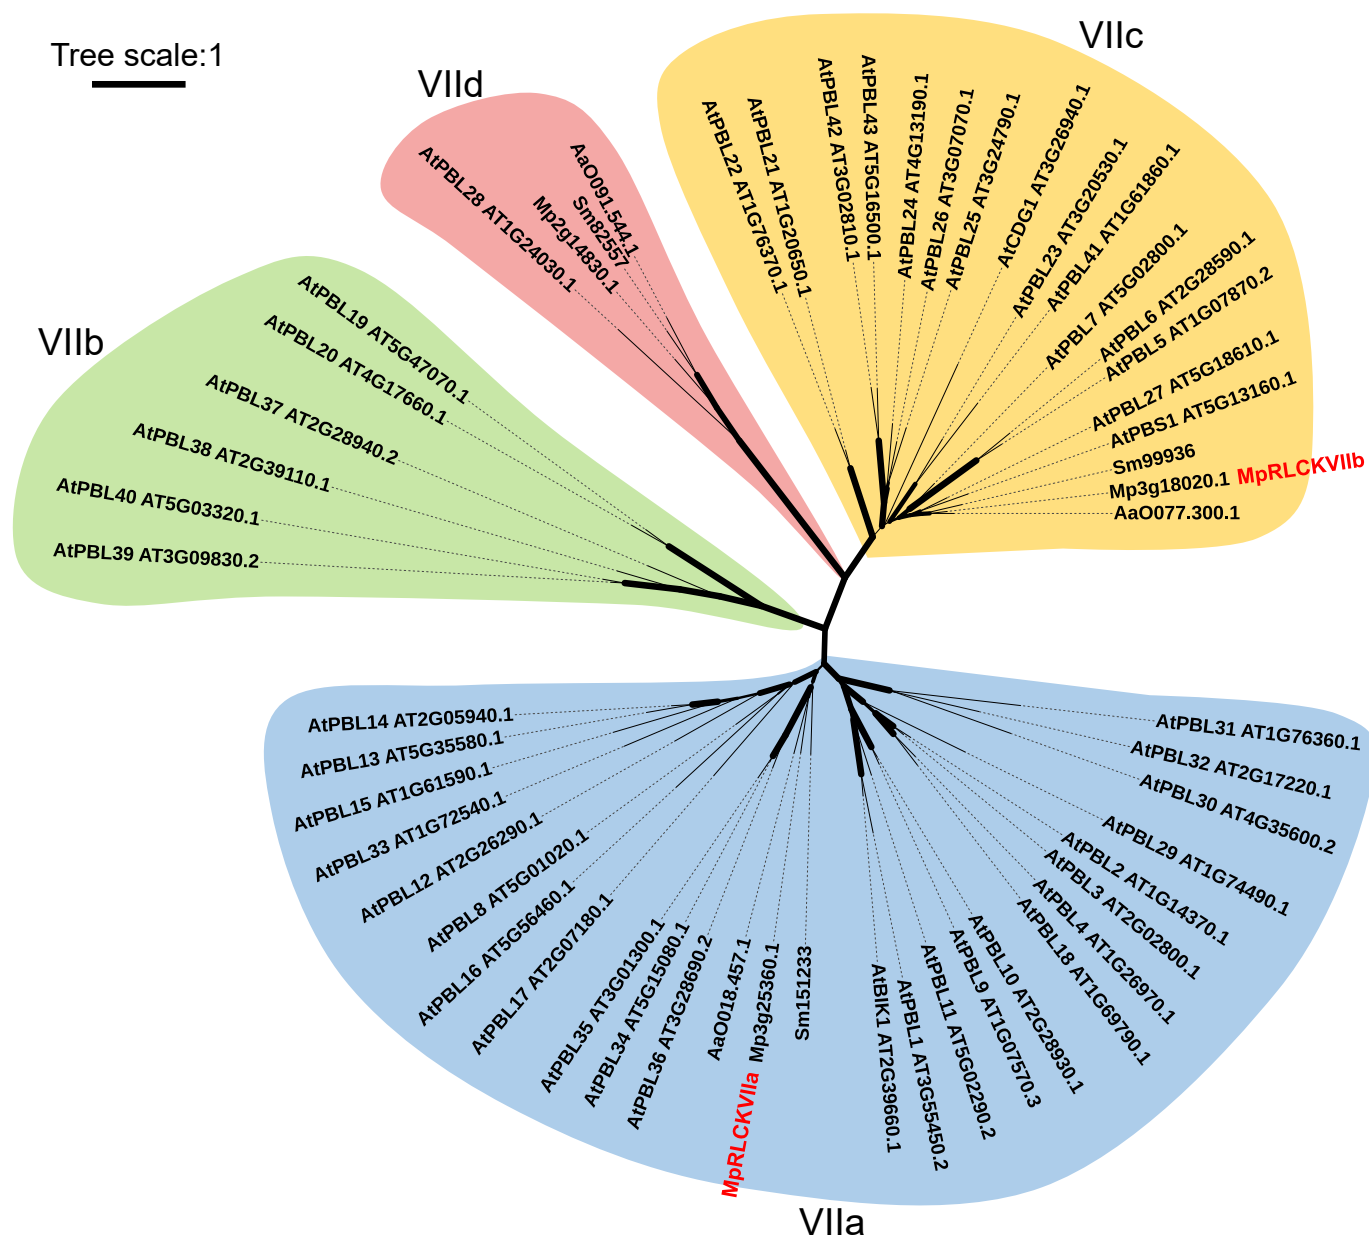 Tree scale:1
VIId
VIIc
VIIb
VIIa
AtPBL28 AT1G24030.1
Mp2g14830.1
Sm82557
AaO091.544.1
AtPBL22 AT1G76370.1
AtPBL21 AT1G20650.1
AtPBL42 AT3G02810.1
AtPBL43 AT5G16500.1
AtPBL24 AT4G13190.1
AtPBL26 AT3G07070.1
AtPBL25 AT3G24790.1
AtCDG1 AT3G26940.1
AtPBL23 AT3G20530.1
AtPBL41 AT1G61860.1
AtPBL7 AT5G02800.1
AtPBL6 AT2G28590.1
AtPBL5 AT1G07870.2
AtPBL27 AT5G18610.1
AtPBS1 AT5G13160.1
Sm99936
Mp3g18020.1 MpRLCKVIIb
AaO077.300.1
AtPBL19 AT5G47070.1
AtPBL20 AT4G17660.1
AtPBL37 AT2G28940.2
AtPBL38 AT2G39110.1
AtPBL40 AT5G03320.1
AtPBL39 AT3G09830.2
AtPBL14 AT2G05940.1
AtPBL13 AT5G35580.1
AtPBL15 AT1G61590.1
AtPBL33 AT1G72540.1
AtPBL12 AT2G26290.1
AtPBL8 AT5G01020.1
AtPBL16 AT5G56460.1
AtPBL17 AT2G07180.1
AtPBL35 AT3G01300.1
AtPBL34 AT5G15080.1
AtPBL36 AT3G28690.2
AaO018.457.1
MpRLCKVIIa Mp3g25360.1
Sm151233
AtBIK1 AT2G39660.1
AtPBL1 AT3G55450.2
AtPBL11 AT5G02290.2
AtPBL9 AT1G07570.3
AtPBL10 AT2G28930.1
AtPBL18 AT1G69790.1
AtPBL4 AT1G26970.1
AtPBL3 AT2G02800.1
AtPBL2 AT1G14370.1
AtPBL29 AT1G74490.1
AtPBL30 AT4G35600.2
AtPBL32 AT2G17220.1
AtPBL31 AT1G76360.1